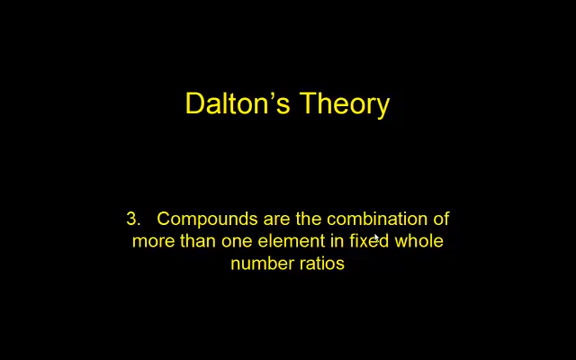 Dalton's Theory
3. Compounds are the combination of
more than one element in fixed whole
number ratios